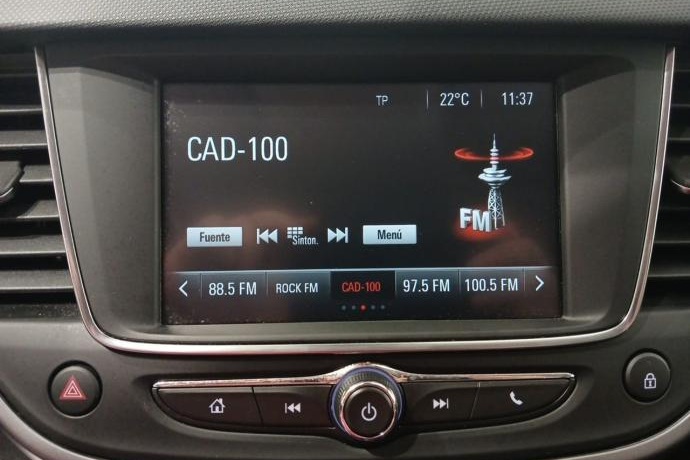 TP 22°C 11:37
CAD-100
FM
Fuente Sinton. Menú
88.5 FM ROCK FM CAD-100 97.5 FM 100.5 FM